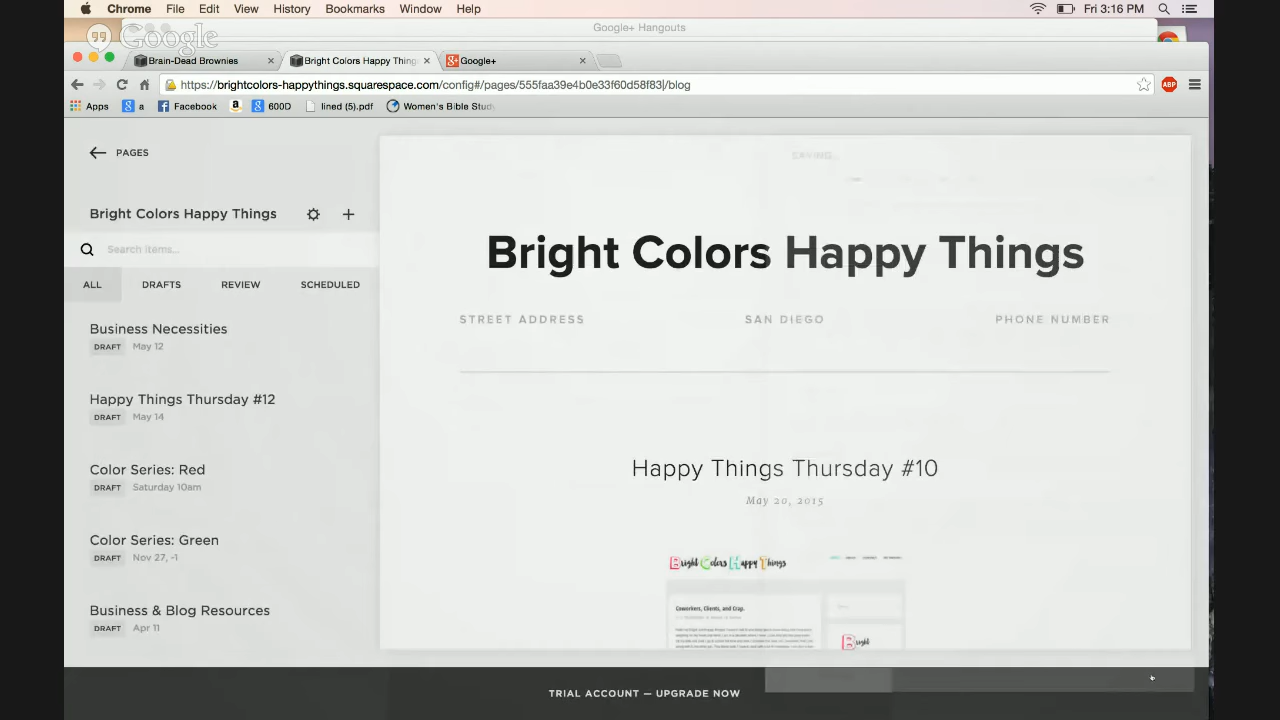 Chrome File Edit View History Bookmarks Window Help Fri 3:16 PM
Google+ Hangouts
Google
Brain-Dead Brownies
Bright Colors Happy Thing
Google+
https://brightcolors-happythings.squarespace.com/config#/pages/555faa39e4b0e33f60d58f83/blog
ABP
Apps a Facebook a 600D lined (5).pdf Women's Bible Study
PAGES
SAVING...
Bright Colors Happy Things
Search items...
ALL DRAFTS REVIEW SCHEDULED
Business Necessities
DRAFT May 12
Happy Things Thursday #12
DRAFT May 14
Color Series: Red
DRAFT Saturday 10am
Color Series: Green
DRAFT Nov 27, -1
Business & Blog Resources
DRAFT Apr 11
Bright Colors Happy Things
STREET ADDRESS SAN DIEGO PHONE NUMBER
Happy Things Thursday #10
May 20, 2015
Bright Colors Happy Things
Coworkers, Clients, and Crap.
Bright
TRIAL ACCOUNT — UPGRADE NOW